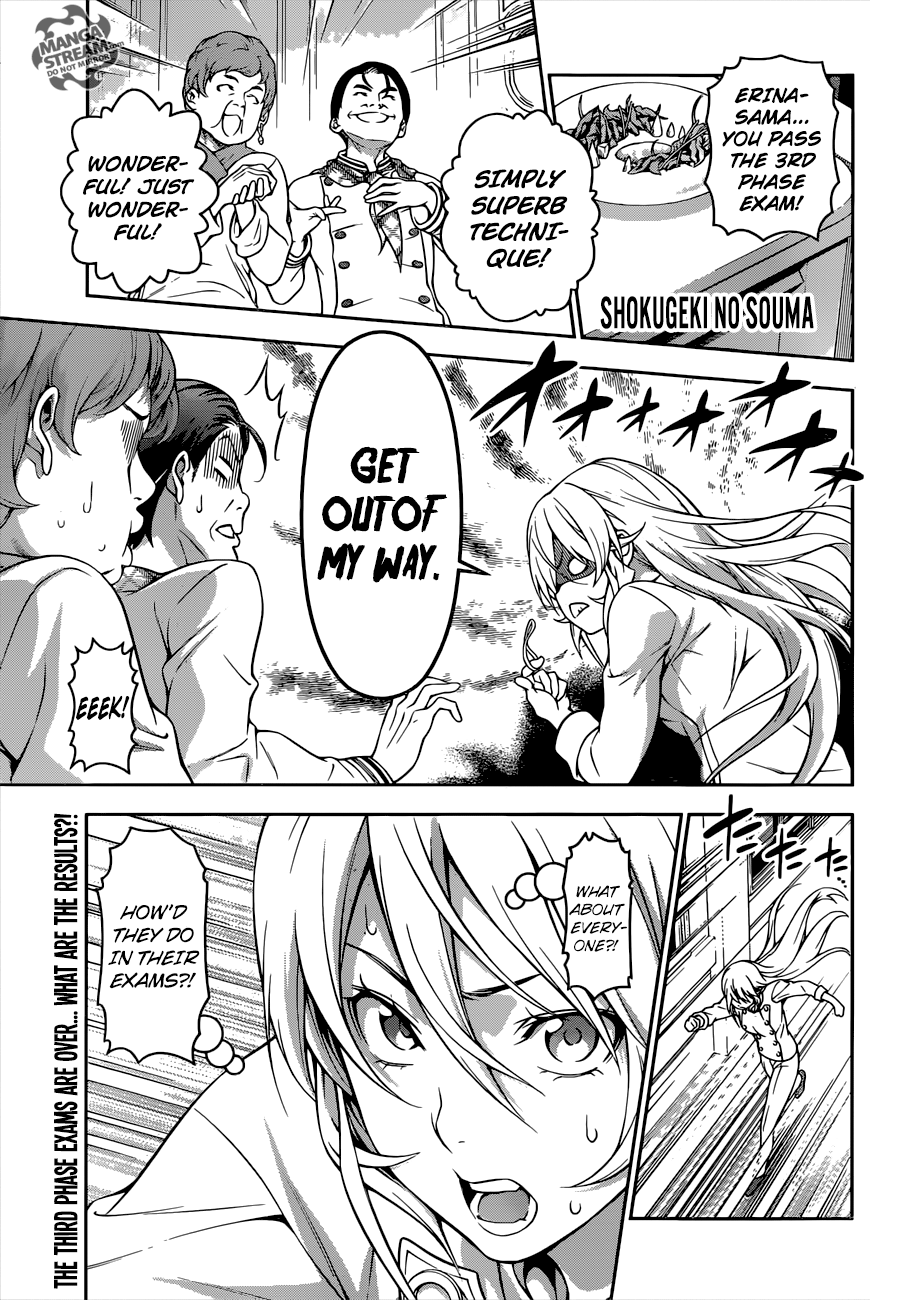 MANGA
STREAM.com
DO NOT MIRROR!
ERINA-
SAMA...
YOU PASS
THE 3RD
PHASE
EXAM!
SHOKUGEKI NO SOUMA
SIMPLY
SUPERB
TECHNI-
QUE!
WONDER-
FUL! JUST
WONDER-
FUL!
GET
OUT OF
MY WAY.
EEEK!
WHAT
ABOUT
EVERY-
ONE?!
HOW'D
THEY DO
IN THEIR
EXAMS?!
THE THIRD PHASE EXAMS ARE OVER... WHAT ARE THE RESULTS?!